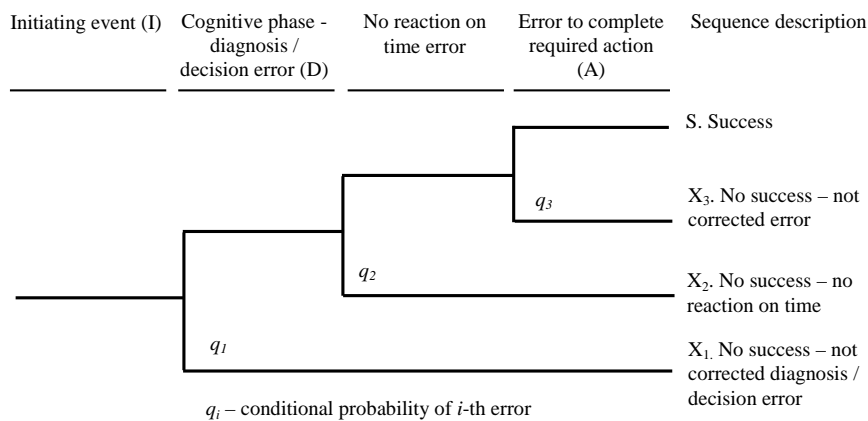 Initiating event (I)
Cognitive phase -
diagnosis /
decision error (D)
No reaction on
time error
Error to complete
required action
(A)
Sequence description
S. Success
q3
X3. No success – not
corrected error
q2
X2. No success – no
reaction on time
q1
X1. No success – not
corrected diagnosis /
decision error
qi – conditional probability of i-th error